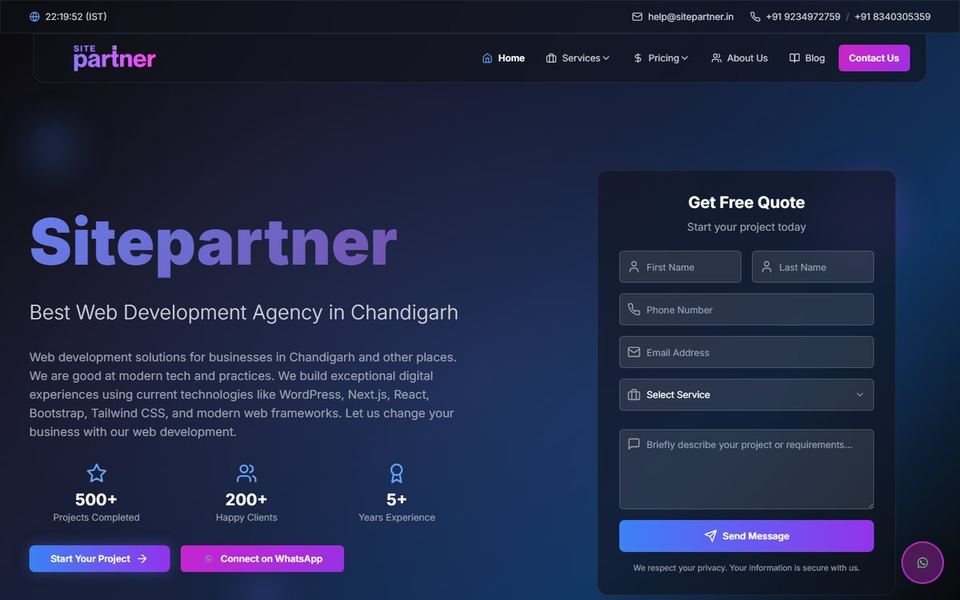 22:19:52 (IST)
help@sitepartner.in
+91 9234972759 / +91 8340305359
SITE
partner
Home
Services
Pricing
About Us
Blog
Contact Us
Sitepartner
Best Web Development Agency in Chandigarh
Web development solutions for businesses in Chandigarh and other places.
We are good at modern tech and practices. We build exceptional digital
experiences using current technologies like WordPress, Next.js, React,
Bootstrap, Tailwind CSS, and modern web frameworks. Let us change your
business with our web development.
500+
Projects Completed
200+
Happy Clients
5+
Years Experience
Start Your Project
Connect on WhatsApp
Get Free Quote
Start your project today
First Name
Last Name
Phone Number
Email Address
Select Service
Briefly describe your project or requirements...
Send Message
We respect your privacy. Your information is secure with us.